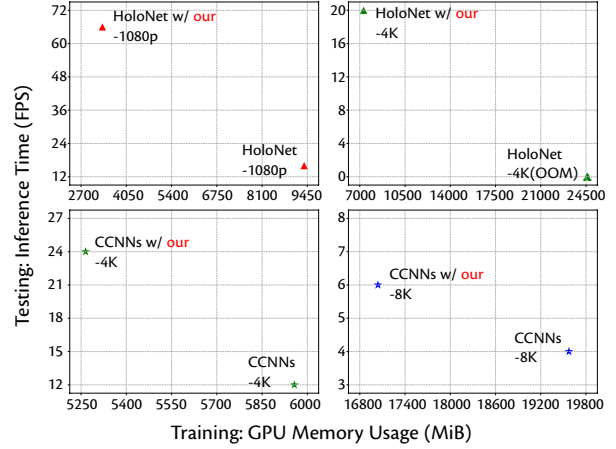 Testing: Inference Time (FPS)
72
60
48
36
24
12
HoloNet w/ our
-1080p
HoloNet
-1080p
2700 4050 5400 6750 8100 9450
20
16
12
8
4
0
HoloNet w/ our
-4K
HoloNet
-4K(OOM)
7000 10500 14000 17500 21000 24500
27
24
21
18
15
12
CCNNs w/ our
-4K
CCNNs
-4K
5250 5400 5550 5700 5850 6000
8
7
6
5
4
3
CCNNs w/ our
-8K
CCNNs
-8K
16800 17400 18000 18600 19200 19800
Training: GPU Memory Usage (MiB)